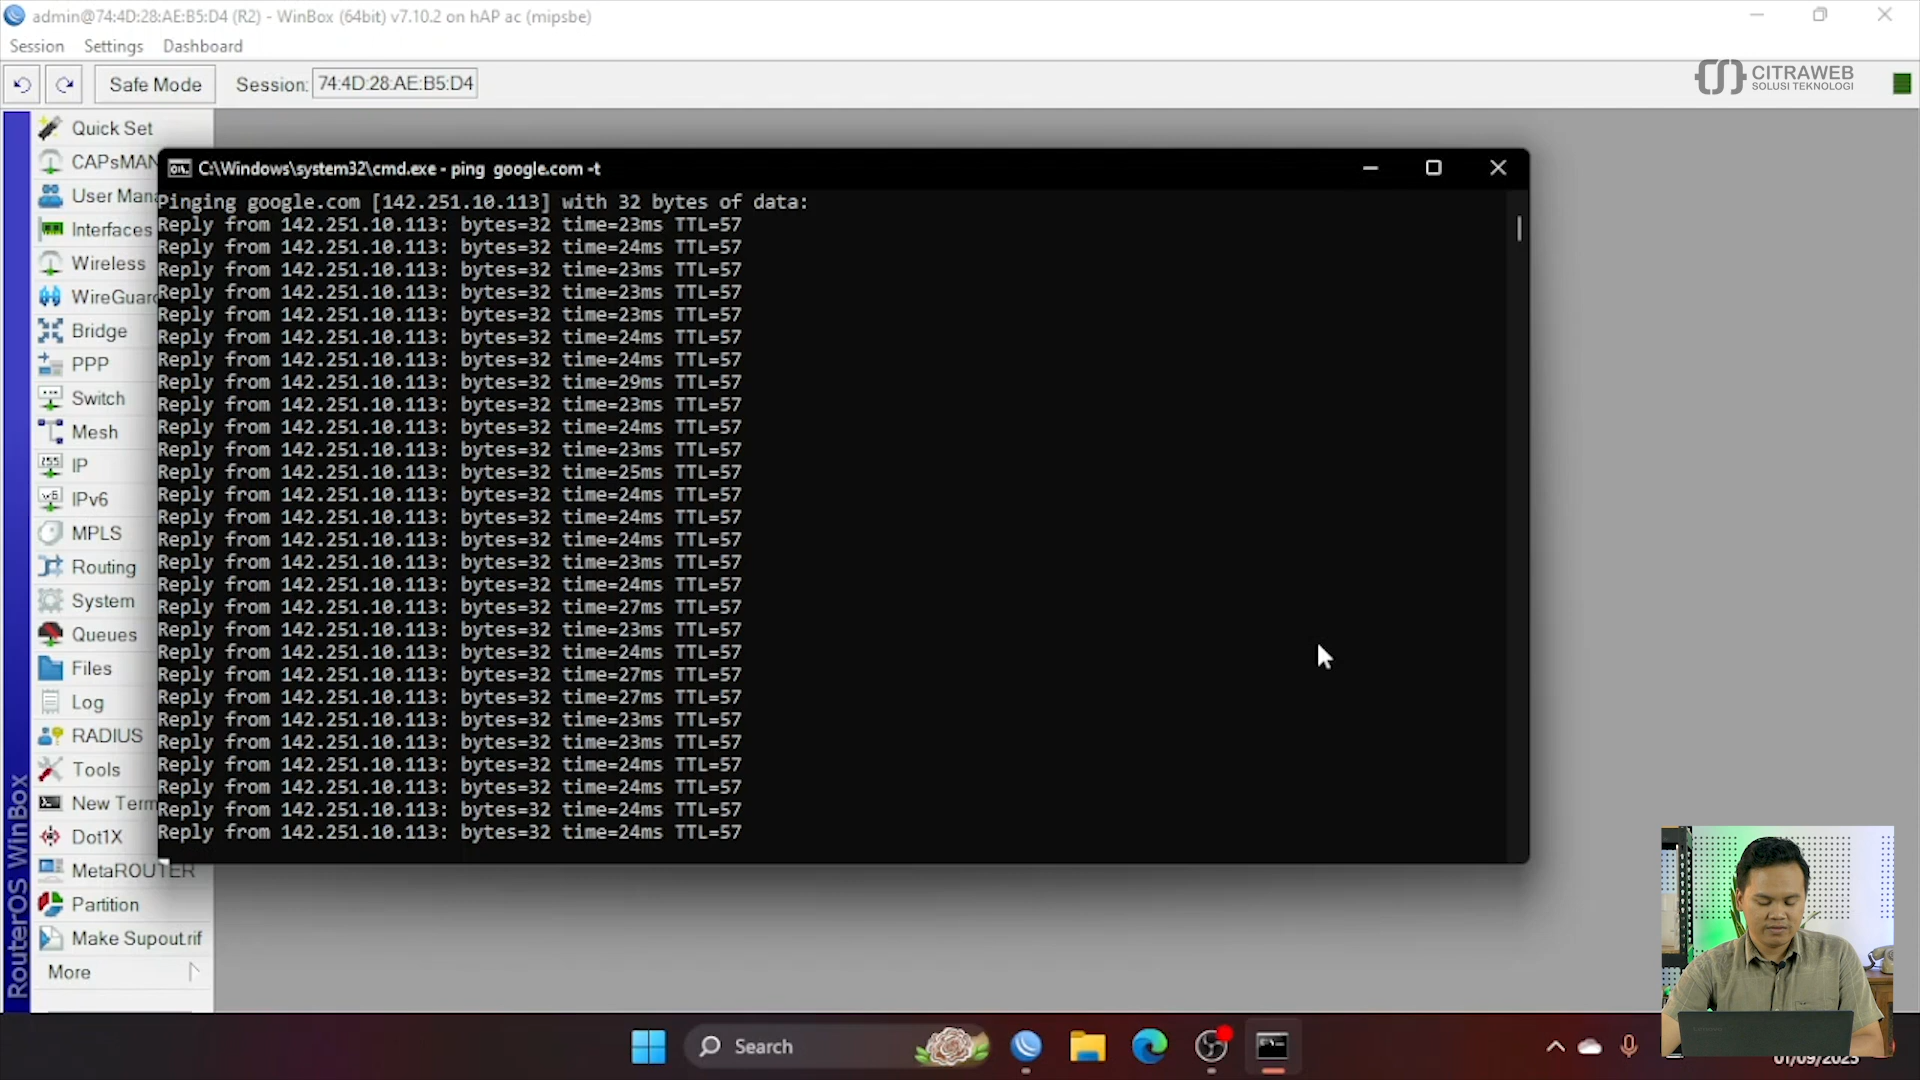 admin@74:4D:28:AE:B5:D4 (R2) - WinBox (64bit) v7.10.2 on hAP ac (mipsbe)
Session Settings Dashboard
Safe Mode Session: 74:4D:28:AE:B5:D4
CITRAWEB
SOLUSI TEKNOLOGI
Quick Set
CAPsMAN
User Mana
Interfaces
Wireless
WireGuard
Bridge
PPP
Switch
Mesh
IP
IPv6
MPLS
Routing
System
Queues
Files
Log
RADIUS
Tools
New Term
Dot1X
MetaROUTER
Partition
Make Supout.rif
More
RouterOS WinBox
C:\Windows\system32\cmd.exe - ping google.com -t
Pinging google.com [142.251.10.113] with 32 bytes of data:
Reply from 142.251.10.113: bytes=32 time=23ms TTL=57
Reply from 142.251.10.113: bytes=32 time=24ms TTL=57
Reply from 142.251.10.113: bytes=32 time=23ms TTL=57
Reply from 142.251.10.113: bytes=32 time=23ms TTL=57
Reply from 142.251.10.113: bytes=32 time=23ms TTL=57
Reply from 142.251.10.113: bytes=32 time=24ms TTL=57
Reply from 142.251.10.113: bytes=32 time=24ms TTL=57
Reply from 142.251.10.113: bytes=32 time=29ms TTL=57
Reply from 142.251.10.113: bytes=32 time=23ms TTL=57
Reply from 142.251.10.113: bytes=32 time=24ms TTL=57
Reply from 142.251.10.113: bytes=32 time=23ms TTL=57
Reply from 142.251.10.113: bytes=32 time=25ms TTL=57
Reply from 142.251.10.113: bytes=32 time=24ms TTL=57
Reply from 142.251.10.113: bytes=32 time=24ms TTL=57
Reply from 142.251.10.113: bytes=32 time=24ms TTL=57
Reply from 142.251.10.113: bytes=32 time=23ms TTL=57
Reply from 142.251.10.113: bytes=32 time=24ms TTL=57
Reply from 142.251.10.113: bytes=32 time=27ms TTL=57
Reply from 142.251.10.113: bytes=32 time=23ms TTL=57
Reply from 142.251.10.113: bytes=32 time=24ms TTL=57
Reply from 142.251.10.113: bytes=32 time=27ms TTL=57
Reply from 142.251.10.113: bytes=32 time=27ms TTL=57
Reply from 142.251.10.113: bytes=32 time=23ms TTL=57
Reply from 142.251.10.113: bytes=32 time=23ms TTL=57
Reply from 142.251.10.113: bytes=32 time=24ms TTL=57
Reply from 142.251.10.113: bytes=32 time=24ms TTL=57
Reply from 142.251.10.113: bytes=32 time=24ms TTL=57
Reply from 142.251.10.113: bytes=32 time=24ms TTL=57
Search
01/09/2023